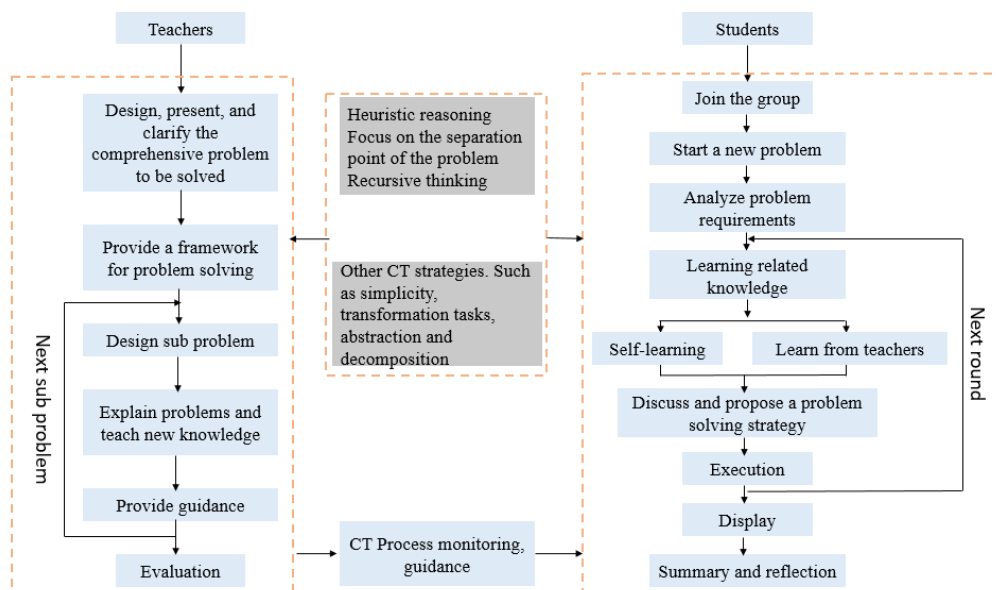 Teachers
Students
Design, present, and
clarify the
comprehensive problem
to be solved
Provide a framework
for problem solving
Design sub problem
Explain problems and
teach new knowledge
Provide guidance
Evaluation
Next sub problem
Heuristic reasoning
Focus on the separation
point of the problem
Recursive thinking
Other CT strategies. Such
as simplicity,
transformation tasks,
abstraction and
decomposition
CT Process monitoring,
guidance
Join the group
Start a new problem
Analyze problem
requirements
Learning related
knowledge
Self-learning
Learn from teachers
Discuss and propose a problem
solving strategy
Execution
Display
Summary and reflection
Next round